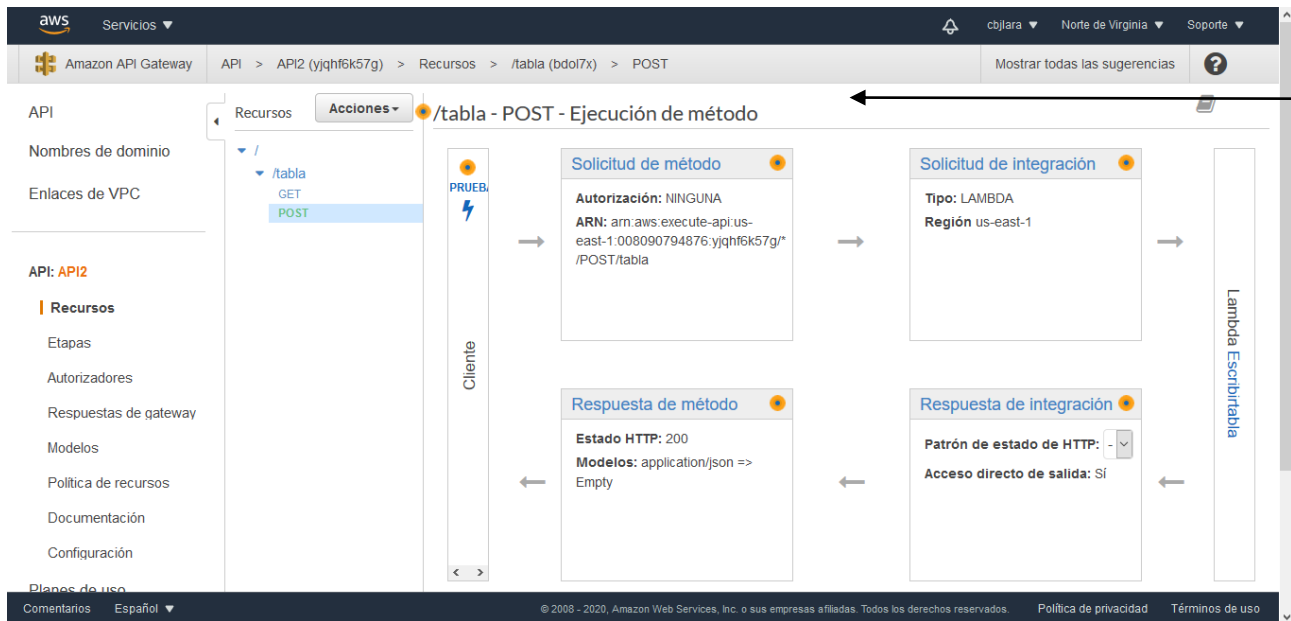 aws
Servicios ▼
cbjlara ▼
Norte de Virginia ▼
Soporte ▼
Amazon API Gateway
API > API2 (yjqhf6k57g) > Recursos > /tabla (bdol7x) > POST
Mostrar todas las sugerencias
?
API
Nombres de dominio
Enlaces de VPC
API: API2
Recursos
Etapas
Autorizadores
Respuestas de gateway
Modelos
Política de recursos
Documentación
Configuración
Planes de uso
Recursos
Acciones
/
/tabla
GET
POST
/tabla - POST - Ejecución de método
PRUEBA
Cliente
Solicitud de método
Autorización: NINGUNA
ARN: arn:aws:execute-api:us-
east-1:008090794876:yjqhf6k57g/*
/POST/tabla
Solicitud de integración
Tipo: LAMBDA
Región us-east-1
Lambda Escribirtabla
Respuesta de método
Estado HTTP: 200
Modelos: application/json =>
Empty
Respuesta de integración
Patrón de estado de HTTP: -
Acceso directo de salida: Sí
Comentarios
Español ▼
© 2008 - 2020, Amazon Web Services, Inc. o sus empresas afiliadas. Todos los derechos reservados.
Política de privacidad
Términos de uso